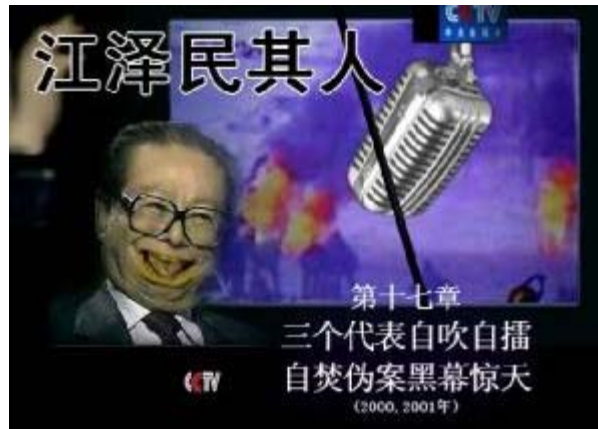 CCTV
江泽民其人
第十七章
三个代表自吹自擂
自焚伪案黑幕惊天
(2000, 2001年)
CCTV